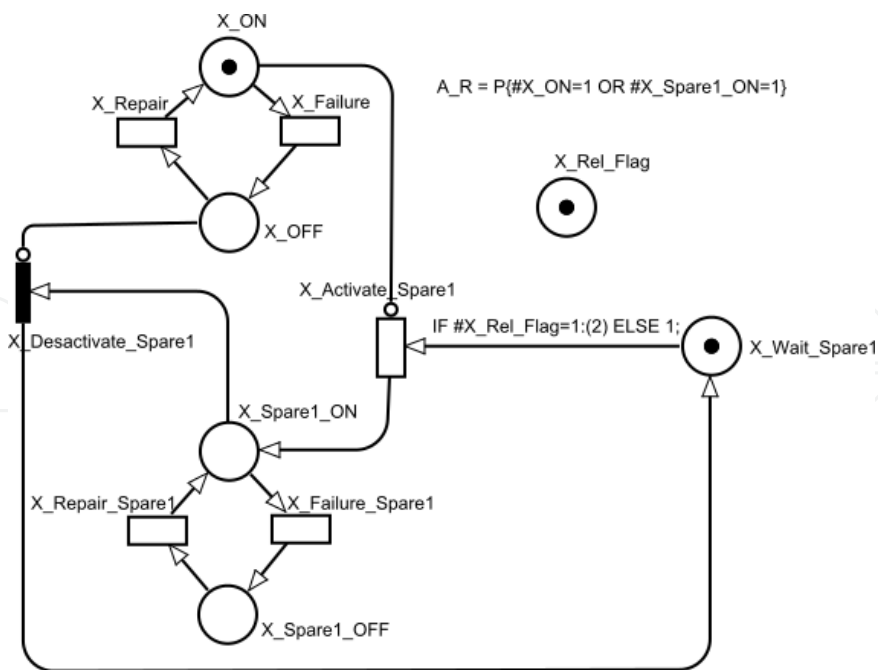 X_ON
A_R = P{#X_ON=1 OR #X_Spare1_ON=1}
X_Repair
X_Failure
X_Rel_Flag
X_OFF
X_Activate_Spare1
IF #X_Rel_Flag=1:(2) ELSE 1;
X_Desactivate_Spare1
X_Wait_Spare1
X_Spare1_ON
X_Repair_Spare1
X_Failure_Spare1
X_Spare1_OFF